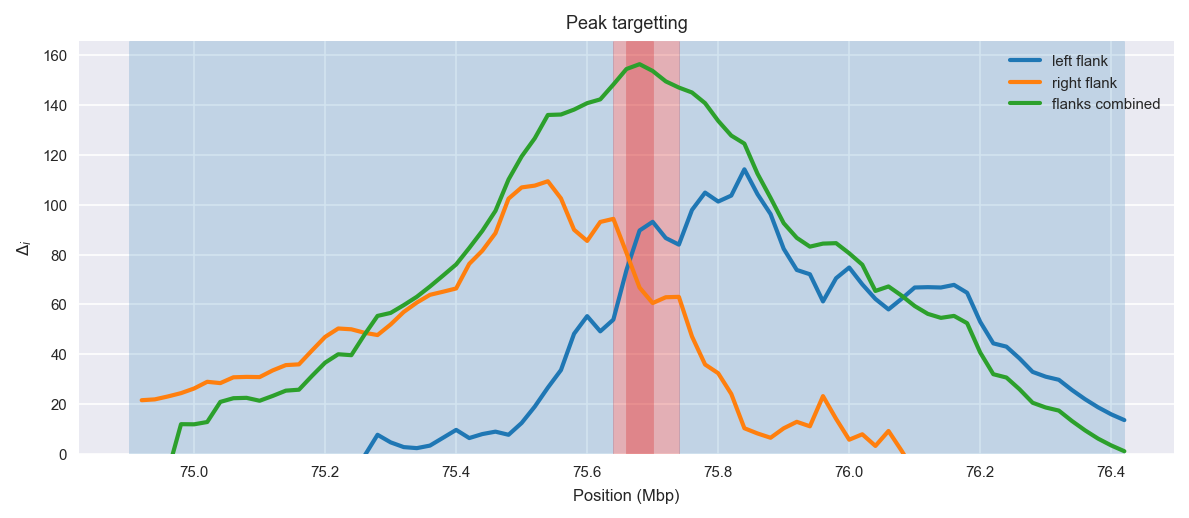 Peak targetting
160
140
120
100
80
60
40
20
0
Δi
left flank
right flank
flanks combined
75.0 75.2 75.4 75.6 75.8 76.0 76.2 76.4
Position (Mbp)